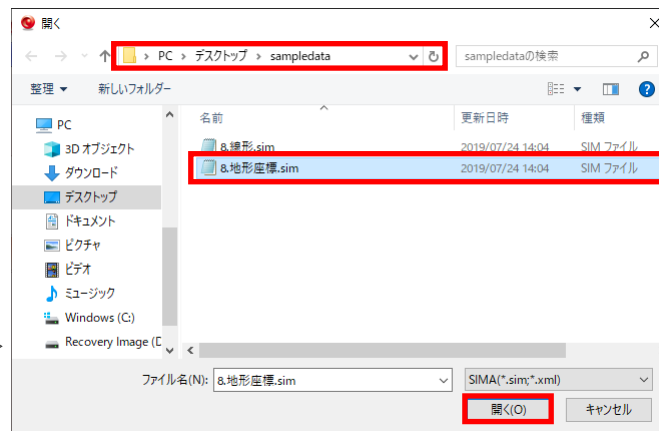 開く
PC > デスクトップ > sampledata
sampledataの検索
整理 新しいフォルダー
名前 更新日時 種類
PC
3D オブジェクト
ダウンロード
デスクトップ
ドキュメント
ピクチャ
ビデオ
ミュージック
Windows (C:)
Recovery Image (D
8.線形.sim 2019/07/24 14:04 SIM ファイル
8.地形座標.sim 2019/07/24 14:04 SIM ファイル
ファイル名(N): 8.地形座標.sim SIMA(*.sim;*.xml)
開く(O) キャンセル